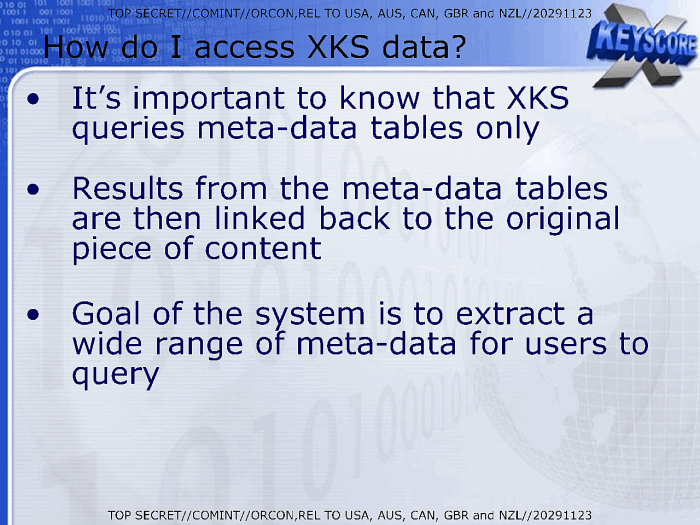 TOP SECRET//COMINT//ORCON,REL TO USA, AUS, CAN, GBR and NZL//20291123
How do I access XKS data?
KEYSCORE
X
• It's important to know that XKS
queries meta-data tables only
• Results from the meta-data tables
are then linked back to the original
piece of content
• Goal of the system is to extract a
wide range of meta-data for users to
query
TOP SECRET//COMINT//ORCON,REL TO USA, AUS, CAN, GBR and NZL//20291123